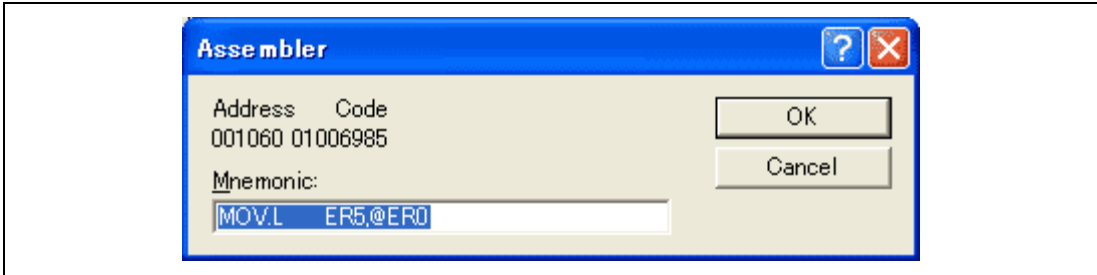 Assembler
Address Code
001060 01006985
Mnemonic:
MOV.L ER5,@ER0
OK
Cancel